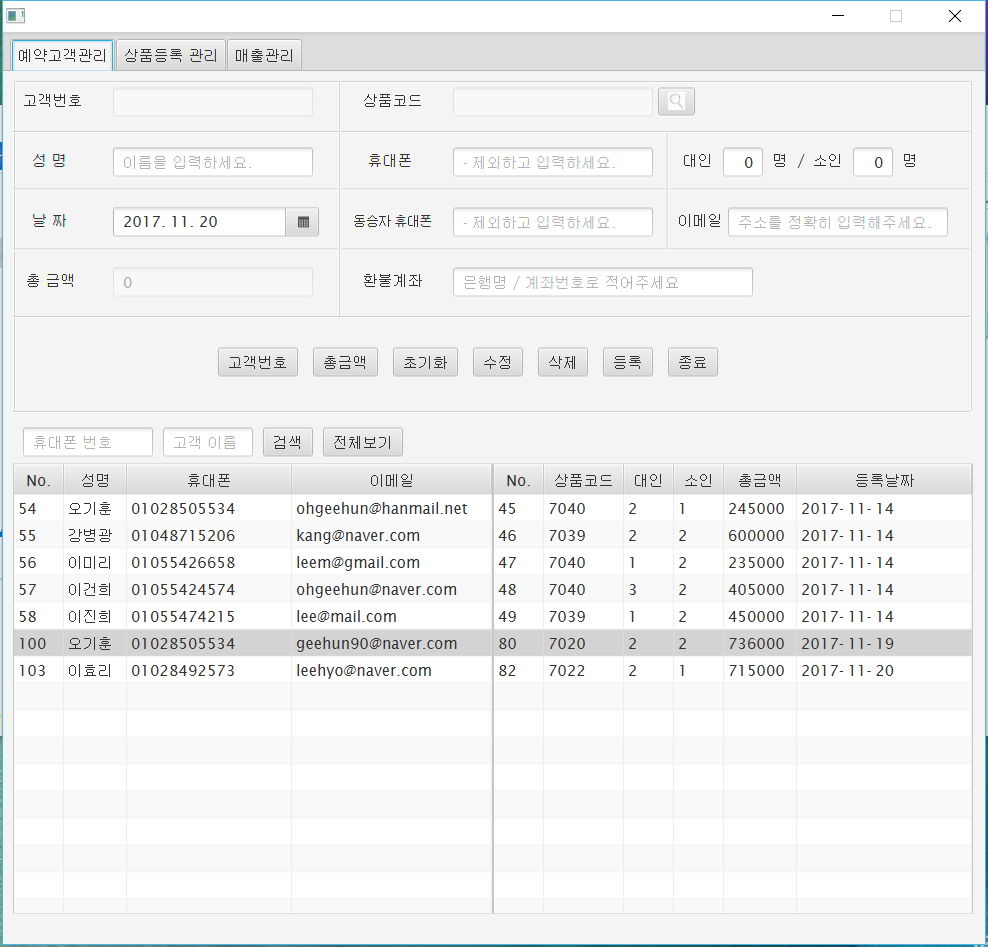 예약고객관리 상품등록 관리 매출관리
고객번호 상품코드
성 명 이름을 입력하세요. 휴대폰 - 제외하고 입력하세요. 대인 0 명 / 소인 0 명
날 짜 2017. 11. 20 동승자 휴대폰 - 제외하고 입력하세요. 이메일 주소를 정확히 입력해주세요.
총 금액 0 환불계좌 은행명 / 계좌번호로 적어주세요
고객번호 총금액 초기화 수정 삭제 등록 종료
휴대폰 번호 고객 이름 검색 전체보기
No. 성명 휴대폰 이메일 No. 상품코드 대인 소인 총금액 등록날짜
54 오기훈 01028505534 ohgeehun@hanmail.net 45 7040 2 1 245000 2017-11-14
55 강병광 01048715206 kang@naver.com 46 7039 2 2 600000 2017-11-14
56 이미리 01055426658 leem@gmail.com 47 7040 1 2 235000 2017-11-14
57 이건희 01055424574 ohgeehun@naver.com 48 7040 3 2 405000 2017-11-14
58 이진희 01055474215 lee@mail.com 49 7039 1 2 450000 2017-11-14
100 오기훈 01028505534 geehun90@naver.com 80 7020 2 2 736000 2017-11-19
103 이효리 01028492573 leehyo@naver.com 82 7022 2 1 715000 2017-11-20